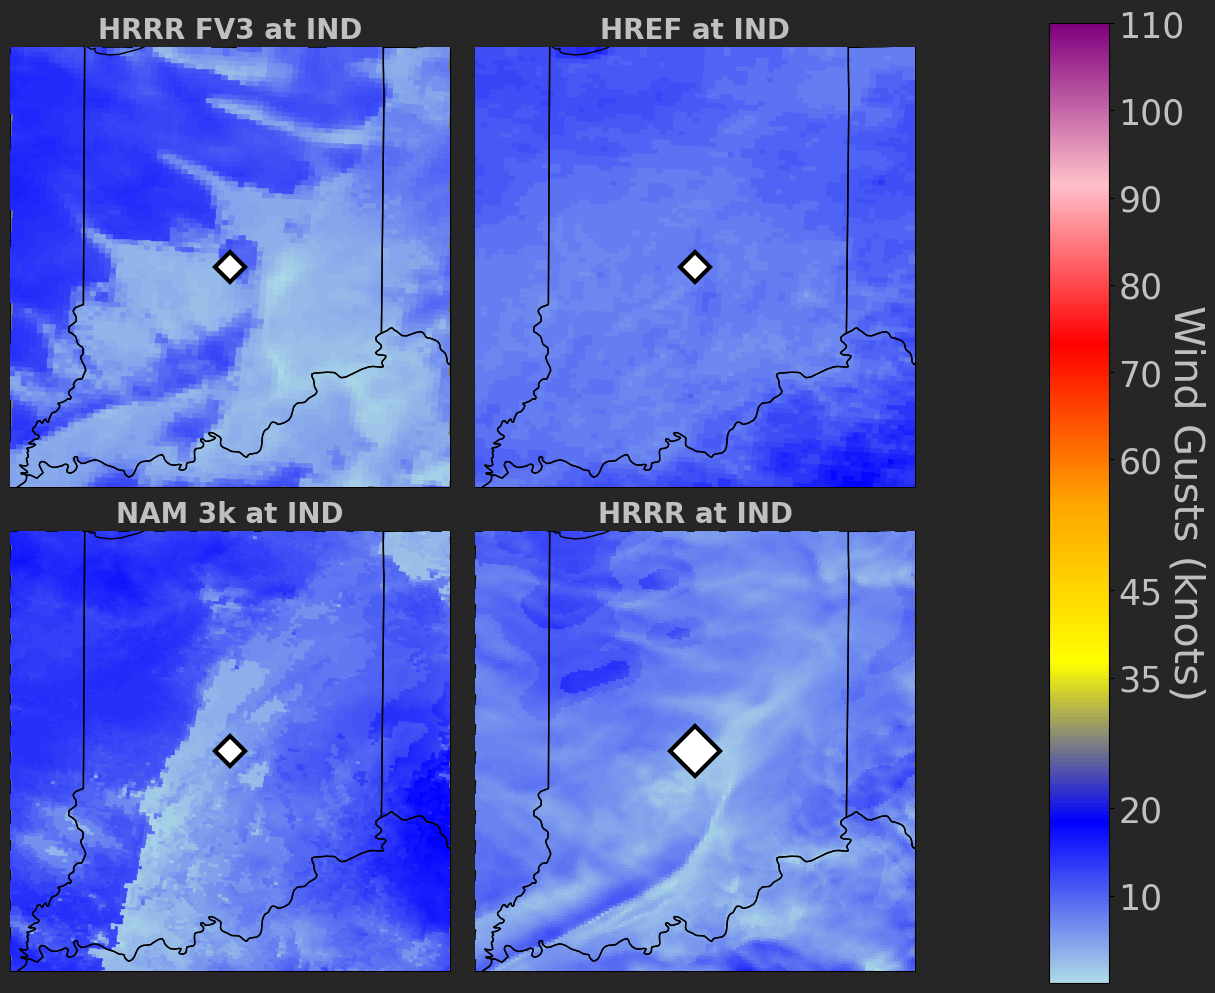 HRRR FV3 at IND
HREF at IND
NAM 3k at IND
HRRR at IND
110
100
90
80
70
60
45
35
20
10
Wind Gusts (knots)